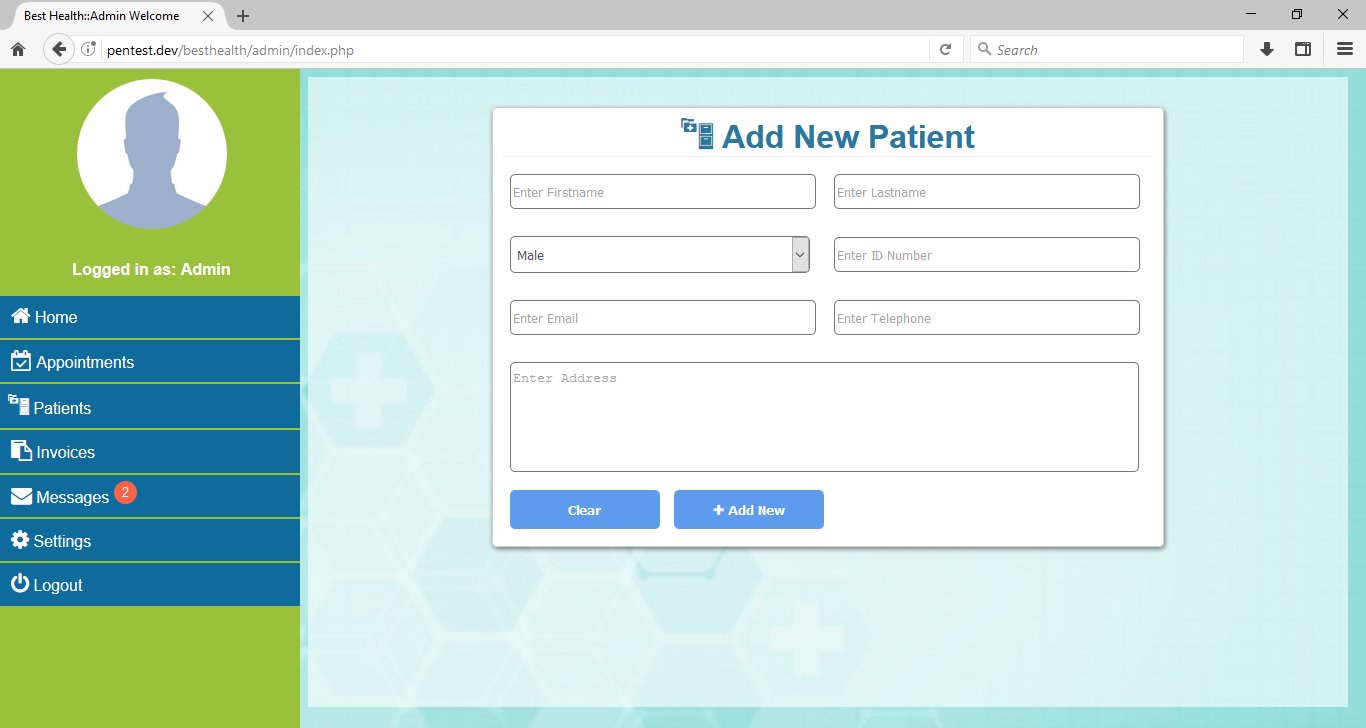 Best Health::Admin Welcome
pentest.dev/besthealth/admin/index.php
Search
Logged in as: Admin
Home
Appointments
Patients
Invoices
Messages 2
Settings
Logout
Add New Patient
Enter Firstname
Enter Lastname
Male
Enter ID Number
Enter Email
Enter Telephone
Enter Address
Clear
Add New